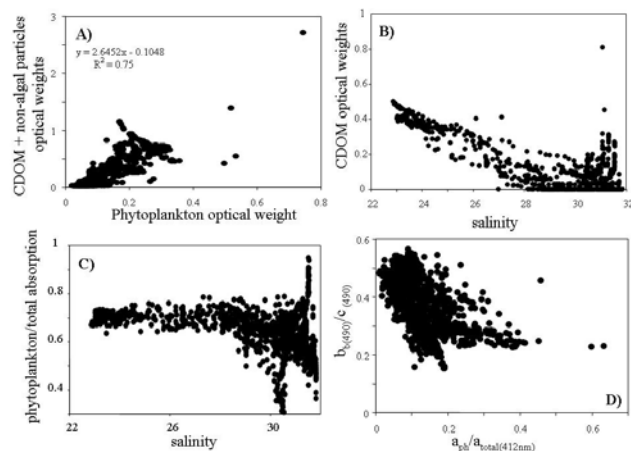 A)
y = 2.6452x - 0.1048
R² = 0.75
CDOM + non-algal particles
optical weights
3
2
1
0
0
0.2
0.4
0.6
0.8
Phytoplankton optical weight
B)
CDOM optical weights
1
0.8
0.6
0.4
0.2
0
22
24
26
28
30
32
salinity
C)
phytoplankton/total absorption
0.8
0.6
0.4
22
26
30
salinity
D)
b_b(490)/c (490)
0.6
0.4
0.2
0
0
0.2
0.4
0.6
a_ph/a_total(412nm)